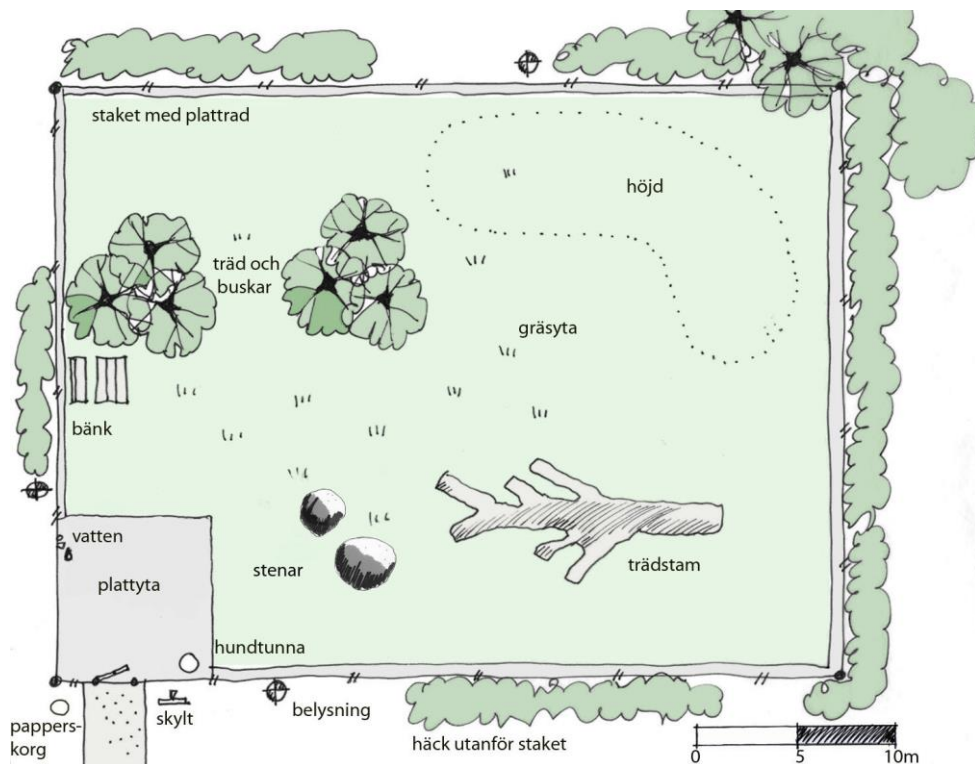 staket med plattrad
höjd
träd och
buskar
gräsyta
bänk
vatten
plattyta
stenar
trädstam
hundtunna
pappers-
korg
skylt
belysning
häck utanför staket
0 5 10m